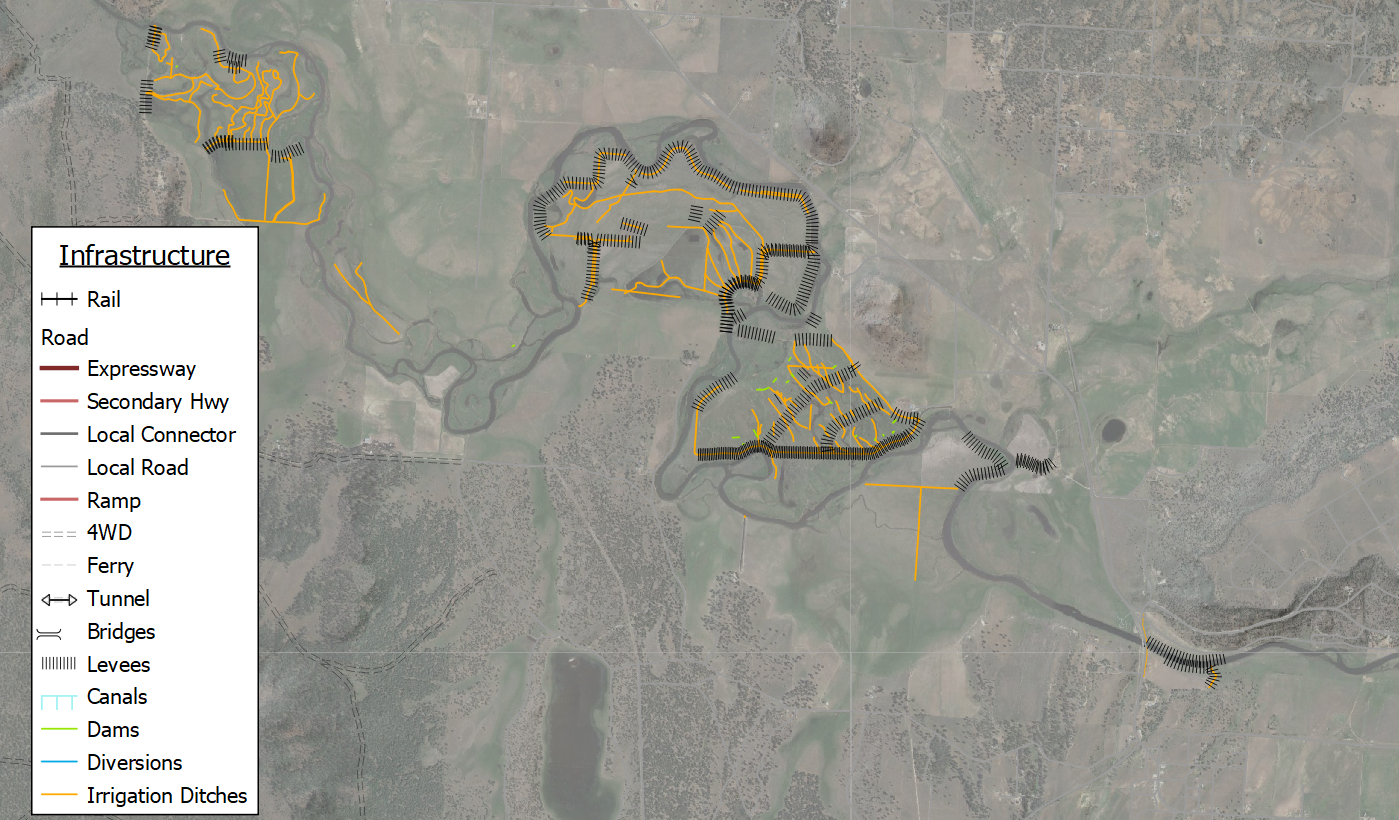 Infrastructure
Rail
Road
Expressway
Secondary Hwy
Local Connector
Local Road
Ramp
4WD
Ferry
Tunnel
Bridges
Levees
Canals
Dams
Diversions
Irrigation Ditches